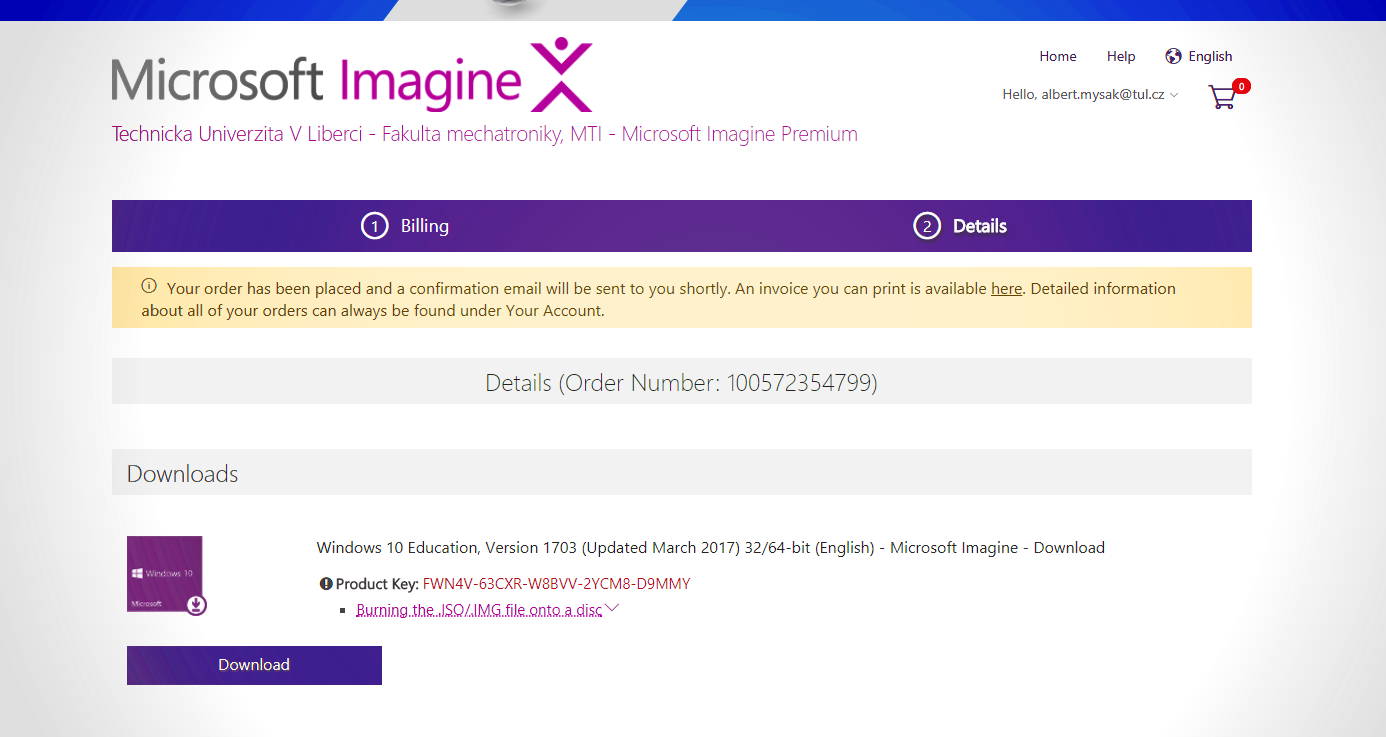 Microsoft Imagine
Home Help English
Hello, albert.mysak@tul.cz
0
Technicka Univerzita V Liberci - Fakulta mechatroniky, MTI - Microsoft Imagine Premium
1 Billing
2 Details
Your order has been placed and a confirmation email will be sent to you shortly. An invoice you can print is available here. Detailed information
about all of your orders can always be found under Your Account.
Details (Order Number: 100572354799)
Downloads
Windows 10
Microsoft
Windows 10 Education, Version 1703 (Updated March 2017) 32/64-bit (English) - Microsoft Imagine - Download
Product Key: FWN4V-63CXR-W8BVV-2YCM8-D9MMY
Burning the .ISO/.IMG file onto a disc
Download